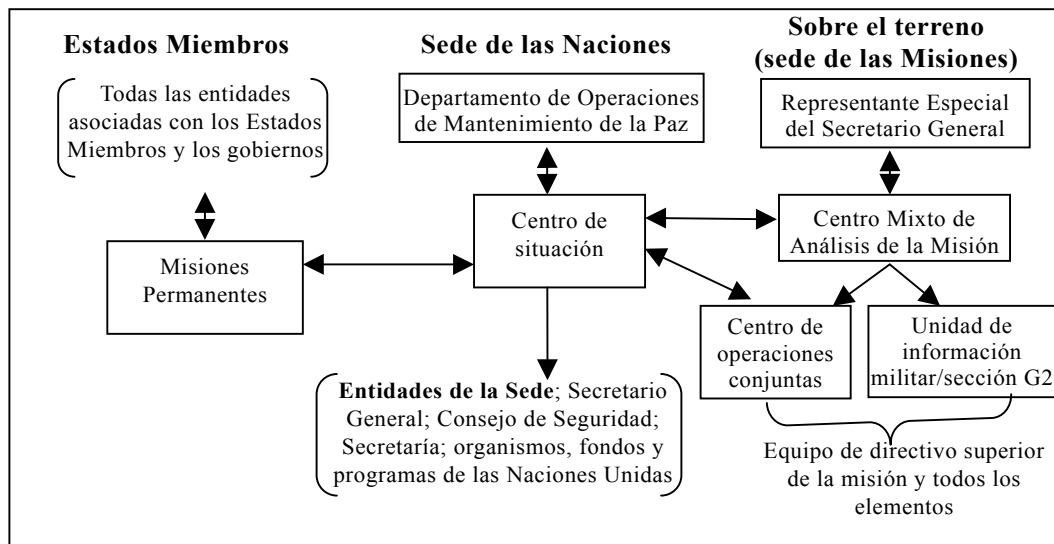 Estados Miembros
Todas las entidades
asociadas con los Estados
Miembros y los gobiernos
Misiones
Permanentes
Sede de las Naciones
Departamento de Operaciones
de Mantenimiento de la Paz
Centro de
situación
Entidades de la Sede; Secretario
General; Consejo de Seguridad;
Secretaría; organismos, fondos y
programas de las Naciones Unidas
Sobre el terreno
(sede de las Misiones)
Representante Especial
del Secretario General
Centro Mixto de
Análisis de la Misión
Centro de
operaciones
conjuntas
Unidad de
información
militar/sección G2
Equipo de directivo superior
de la misión y todos los
elementos